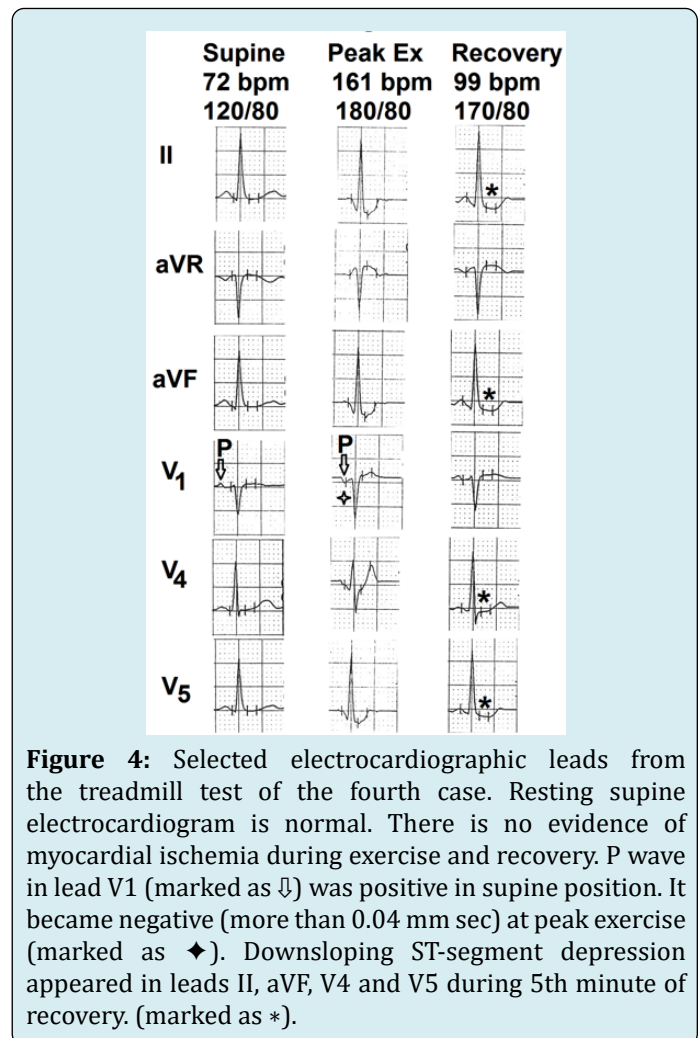 Supine Peak Ex Recovery
72 bpm 161 bpm 99 bpm
120/80 180/80 170/80
II
*
aVR
aVF
*
P P
V1
✧
V4
*
V5
*
Figure 4: Selected electrocardiographic leads from
the treadmill test of the fourth case. Resting supine
electrocardiogram is normal. There is no evidence of
myocardial ischemia during exercise and recovery. P wave
in lead V1 (marked as ⇩) was positive in supine position. It
became negative (more than 0.04 mm sec) at peak exercise
(marked as ✦). Downsloping ST-segment depression
appeared in leads II, aVF, V4 and V5 during 5th minute of
recovery. (marked as *).